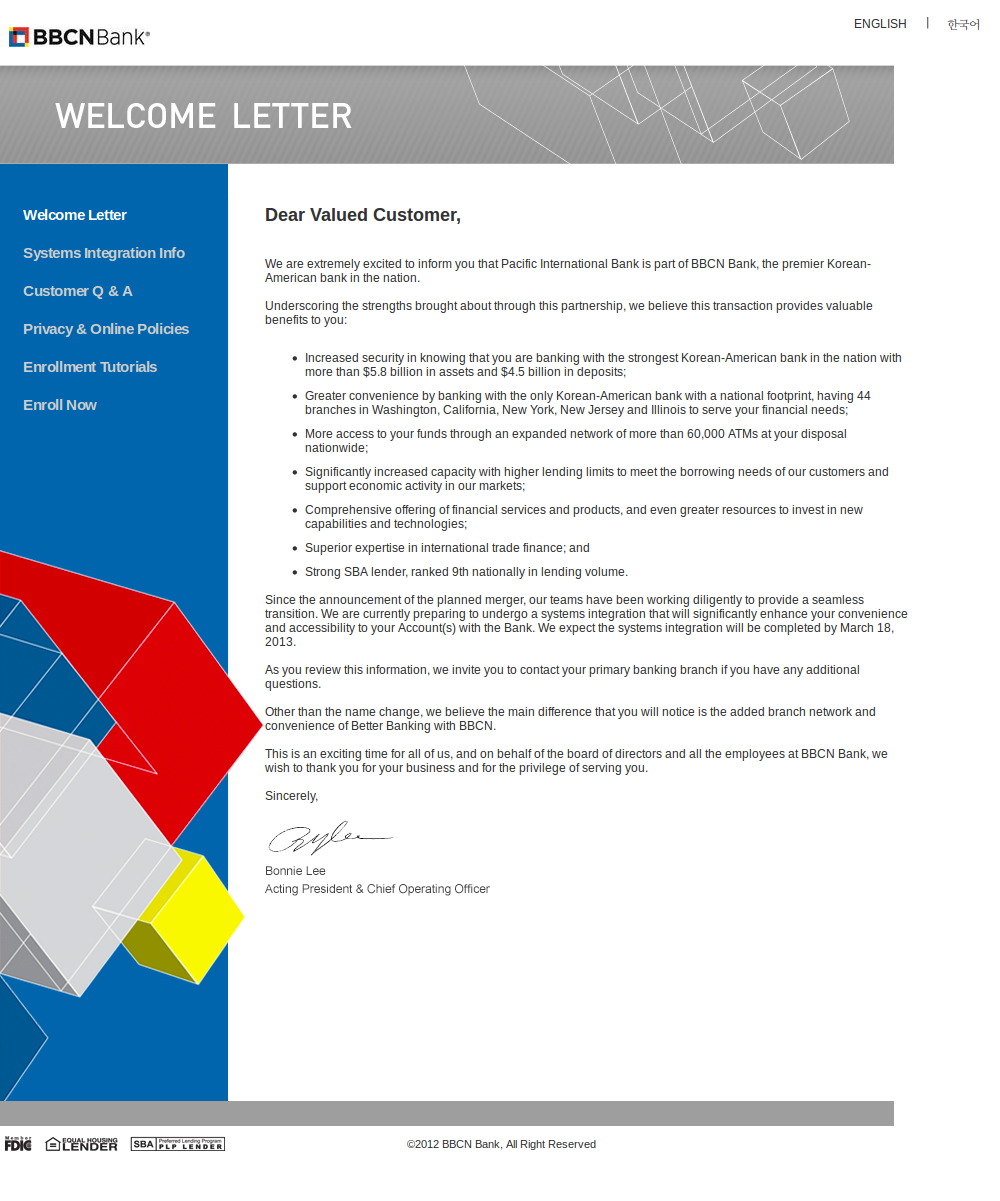 BBCN Bank®
ENGLISH | 한국어
WELCOME LETTER
Welcome Letter
Systems Integration Info
Customer Q & A
Privacy & Online Policies
Enrollment Tutorials
Enroll Now
Dear Valued Customer,
We are extremely excited to inform you that Pacific International Bank is part of BBCN Bank, the premier Korean-
American bank in the nation.
Underscoring the strengths brought about through this partnership, we believe this transaction provides valuable
benefits to you:
• Increased security in knowing that you are banking with the strongest Korean-American bank in the nation with
more than $5.8 billion in assets and $4.5 billion in deposits;
• Greater convenience by banking with the only Korean-American bank with a national footprint, having 44
branches in Washington, California, New York, New Jersey and Illinois to serve your financial needs;
• More access to your funds through an expanded network of more than 60,000 ATMs at your disposal
nationwide;
• Significantly increased capacity with higher lending limits to meet the borrowing needs of our customers and
support economic activity in our markets;
• Comprehensive offering of financial services and products, and even greater resources to invest in new
capabilities and technologies;
• Superior expertise in international trade finance; and
• Strong SBA lender, ranked 9th nationally in lending volume.
Since the announcement of the planned merger, our teams have been working diligently to provide a seamless
transition. We are currently preparing to undergo a systems integration that will significantly enhance your convenience
and accessibility to your Account(s) with the Bank. We expect the systems integration will be completed by March 18,
2013.
As you review this information, we invite you to contact your primary banking branch if you have any additional
questions.
Other than the name change, we believe the main difference that you will notice is the added branch network and
convenience of Better Banking with BBCN.
This is an exciting time for all of us, and on behalf of the board of directors and all the employees at BBCN Bank, we
wish to thank you for your business and for the privilege of serving you.
Sincerely,
Bonnie Lee
Acting President & Chief Operating Officer
Member
FDIC
EQUAL HOUSING
LENDER
SBA Preferred Lending Program
PLP LENDER
©2012 BBCN Bank, All Right Reserved